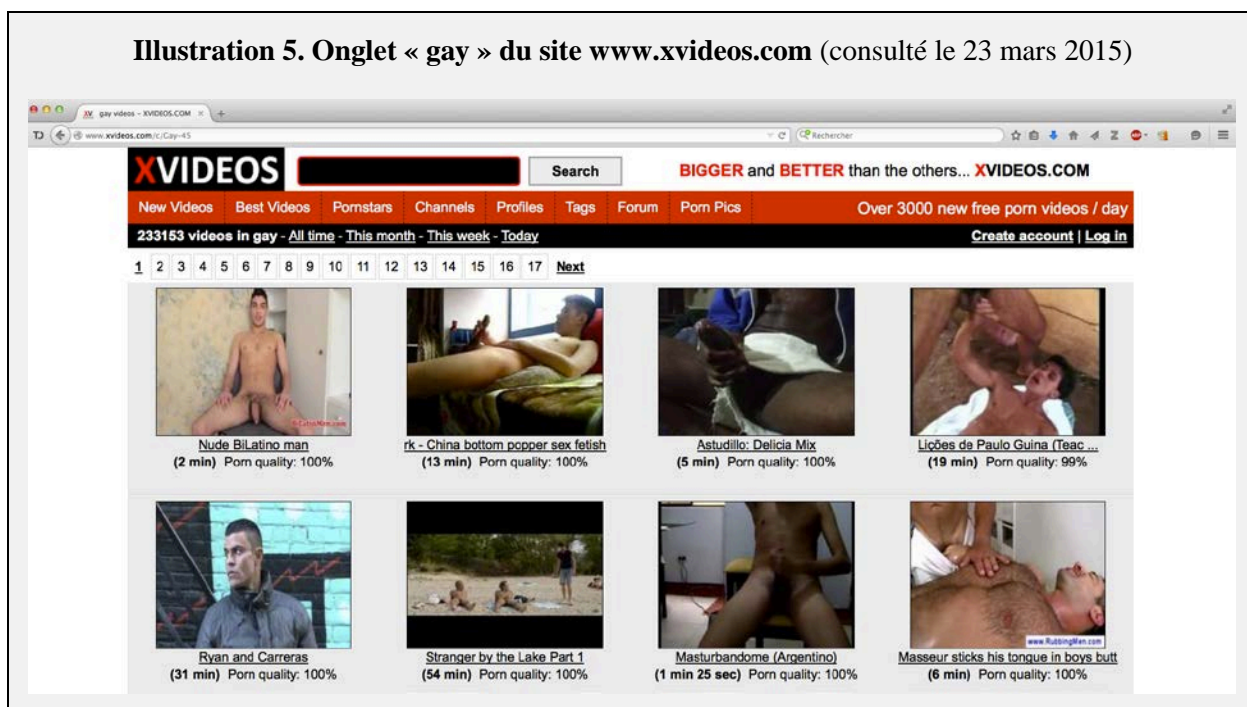 Illustration 5. Onglet « gay » du site www.xvideos.com (consulté le 23 mars 2015)
XV gay videos – XVIDEOS.COM × +
www.xvideos.com/c/Gay-45
Rechercher
XVIDEOS Search BIGGER and BETTER than the others... XVIDEOS.COM
New Videos Best Videos Pornstars Channels Profiles Tags Forum Porn Pics Over 3000 new free porn videos / day
233153 videos in gay - All time - This month - This week - Today Create account | Log in
1 2 3 4 5 6 7 8 9 10 11 12 13 14 15 16 17 Next
Nude BiLatino man
(2 min) Porn quality: 100%
rk - China bottom popper sex fetish
(13 min) Porn quality: 100%
Astudillo: Delicia Mix
(5 min) Porn quality: 100%
Lições de Paulo Guina (Teac ...
(19 min) Porn quality: 99%
www.RubbingMen.com
Ryan and Carreras
(31 min) Porn quality: 100%
Stranger by the Lake Part 1
(54 min) Porn quality: 100%
Masturbandome (Argentino)
(1 min 25 sec) Porn quality: 100%
Masseur sticks his tongue in boys butt
(6 min) Porn quality: 100%